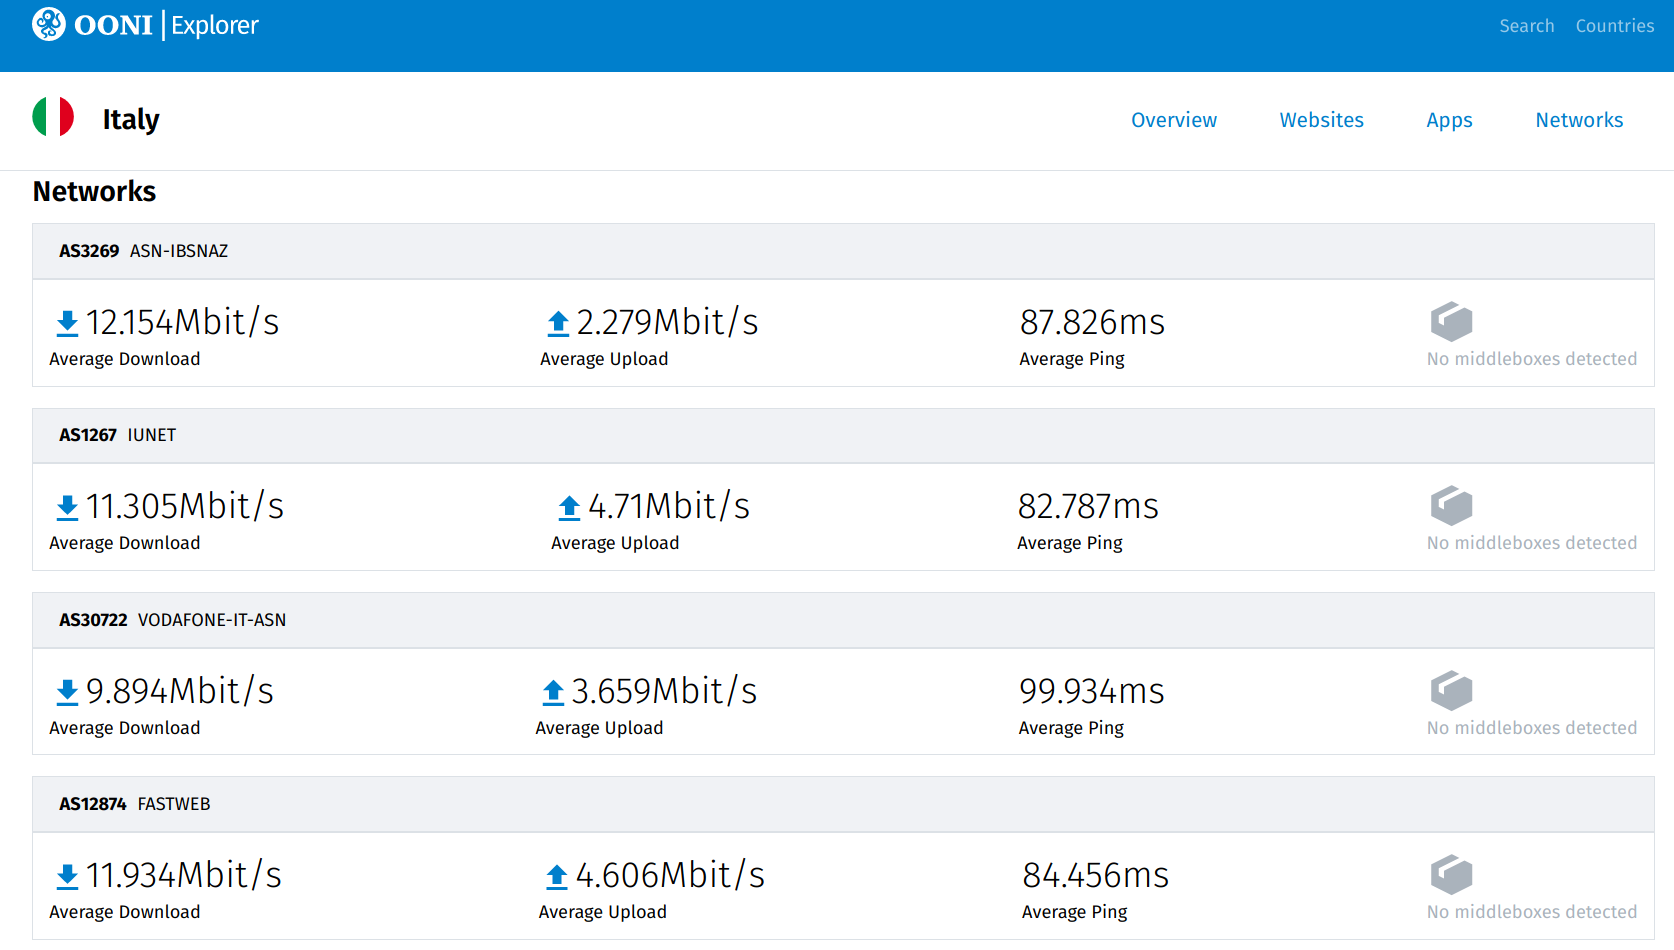 OONI Explorer Search Countries
Italy Overview Websites Apps Networks
Networks
AS3269 ASN-IBSNAZ
12.154Mbit/s 2.279Mbit/s 87.826ms
Average Download Average Upload Average Ping No middleboxes detected
AS1267 IUNET
11.305Mbit/s 4.71Mbit/s 82.787ms
Average Download Average Upload Average Ping No middleboxes detected
AS30722 VODAFONE-IT-ASN
9.894Mbit/s 3.659Mbit/s 99.934ms
Average Download Average Upload Average Ping No middleboxes detected
AS12874 FASTWEB
11.934Mbit/s 4.606Mbit/s 84.456ms
Average Download Average Upload Average Ping No middleboxes detected